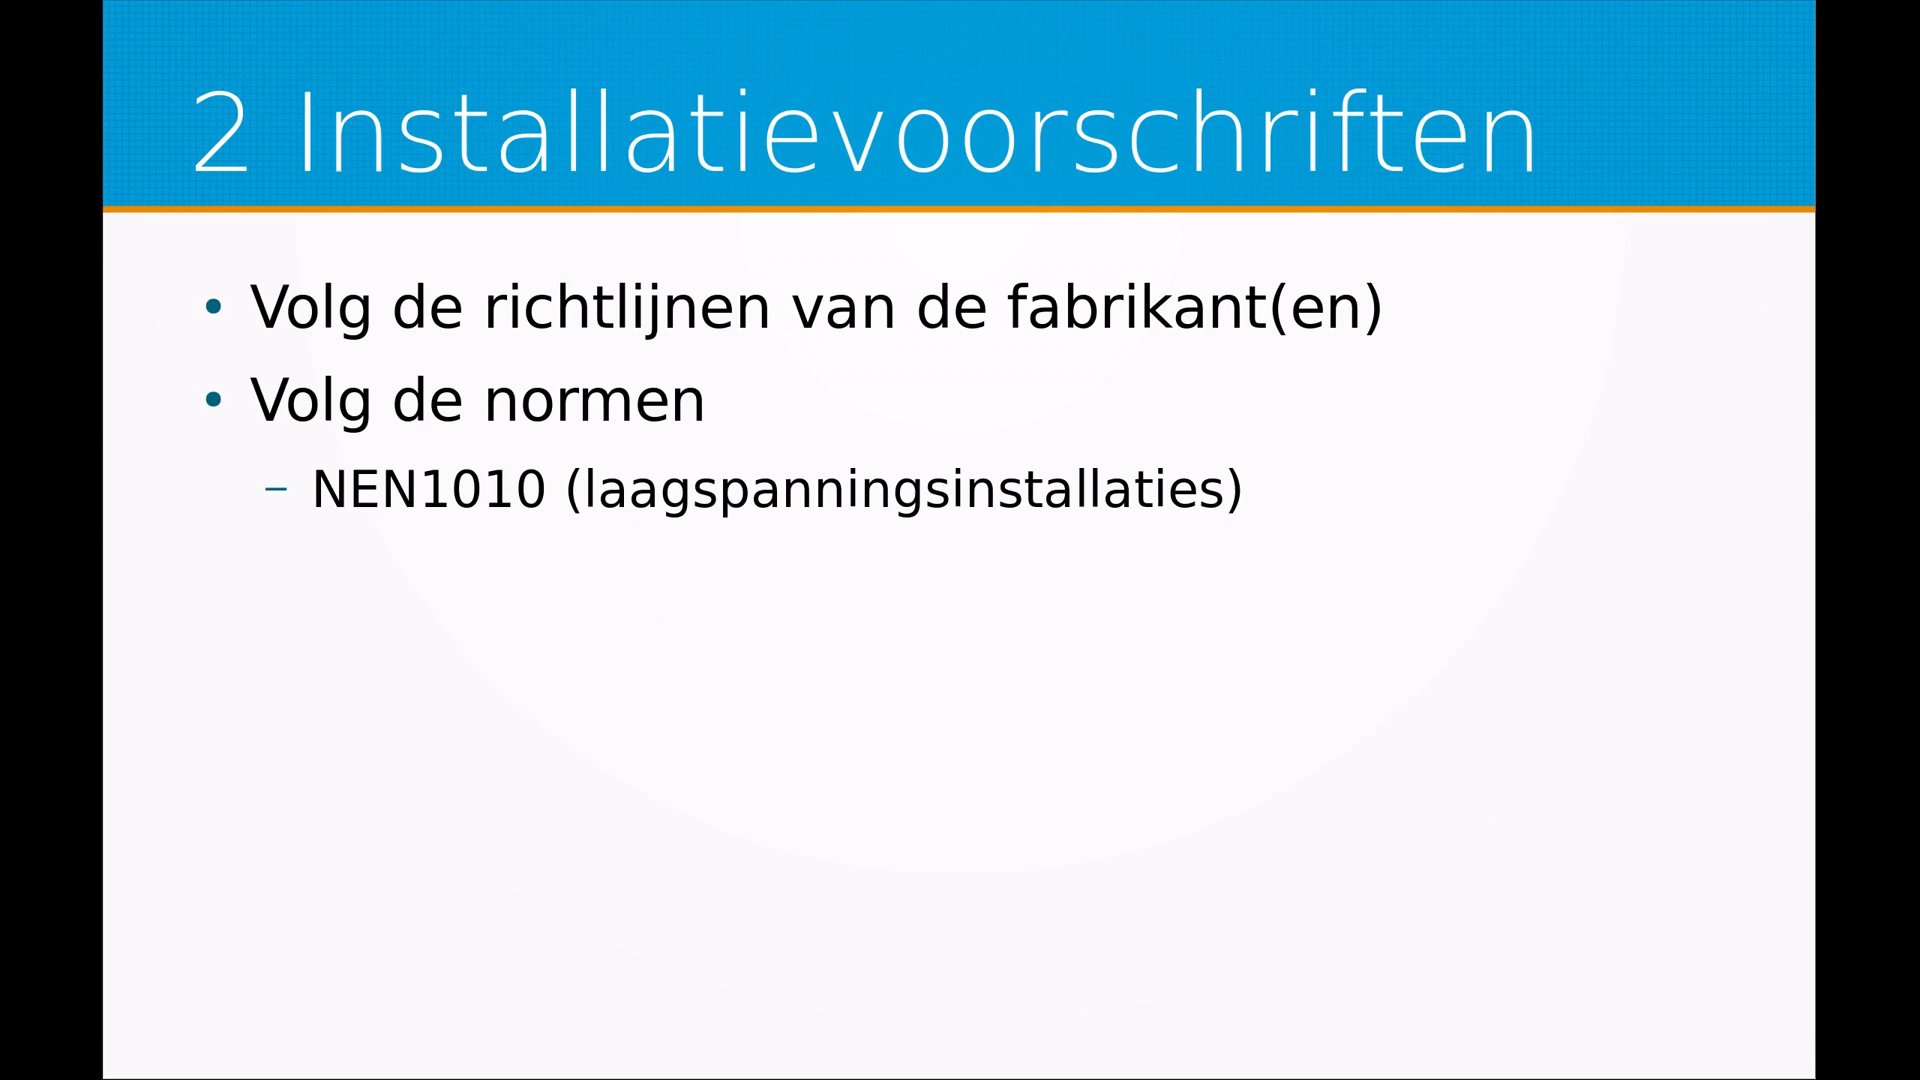 2 Installatievoorschriften
• Volg de richtlijnen van de fabrikant(en)
• Volg de normen
– NEN1010 (laagspanningsinstallaties)